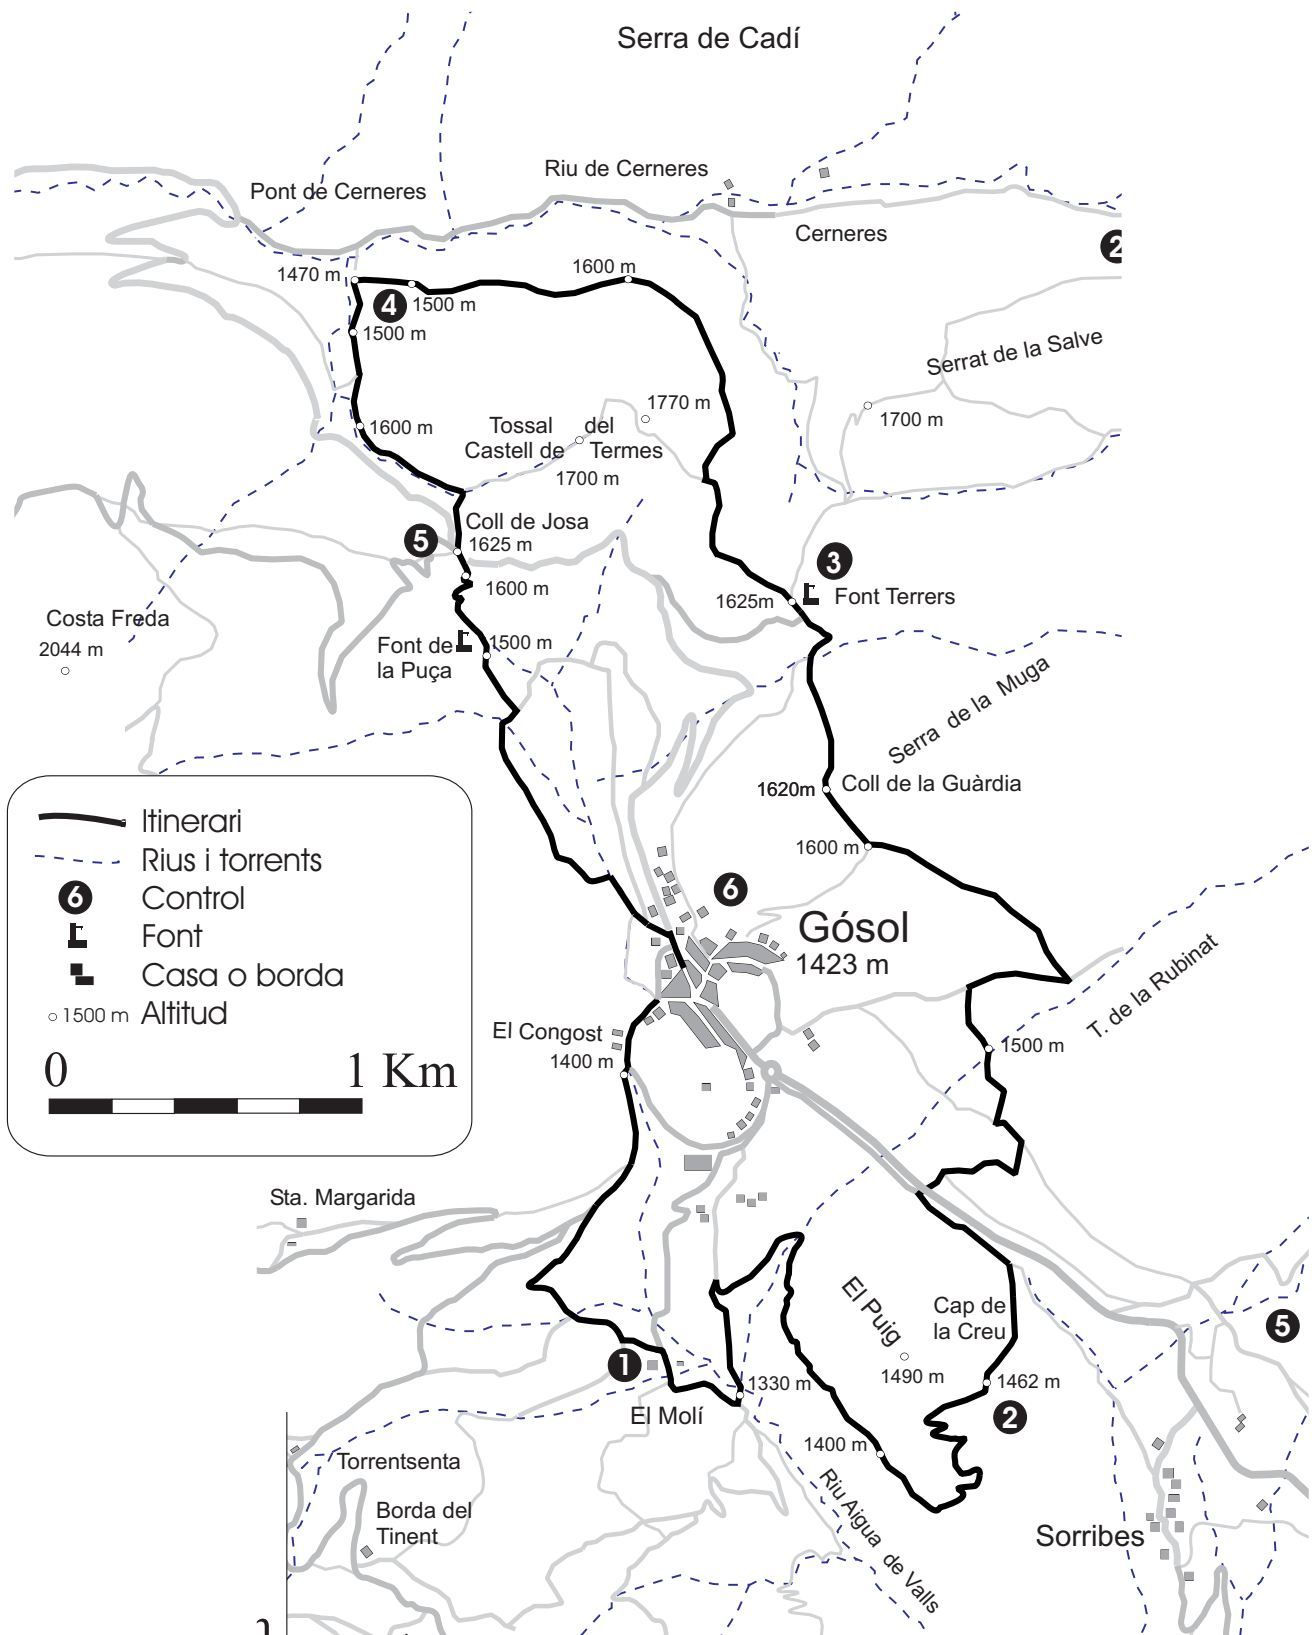 Serra de Cadí
Riu de Cerneres
Pont de Cerneres
Cerneres
2
1600 m
1470 m
4
1500 m
1500 m
Serrat de la Salve
1770 m
1700 m
1600 m
Tossal del
Castell de Termes
1700 m
Coll de Josa
5
1625 m
3
1600 m
1625m
Font Terrers
Costa Freda
2044 m
Font de
la Puça
1500 m
Serra de la Muga
1620m
Coll de la Guàrdia
1600 m
Itinerari
Rius i torrents
6
Control
Font
Casa o borda
1500 m
Altitud
0
1 Km
6
Gósol
1423 m
T. de la Rubinat
El Congost
1400 m
1500 m
Sta. Margarida
El Puig
Cap de
la Creu
5
1
1490 m
1330 m
1462 m
2
El Molí
1400 m
Torrentsenta
Riu Aigua de Valls
Borda del
Tinent
Sorribes